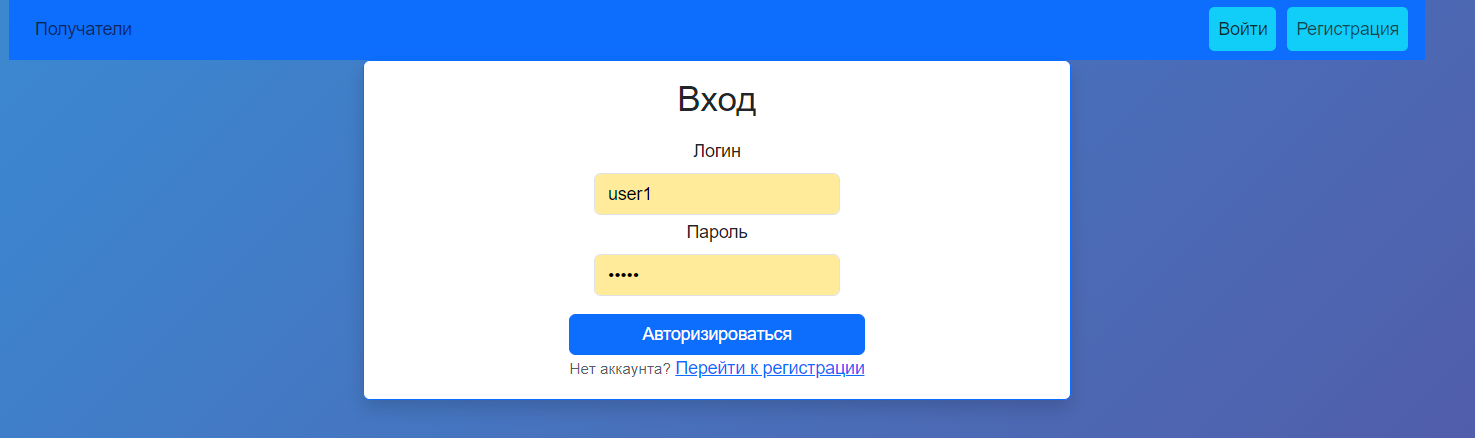 Получатели Войти Регистрация
Вход
Логин
user1
Пароль
•••••
Авторизироваться
Нет аккаунта? Перейти к регистрации